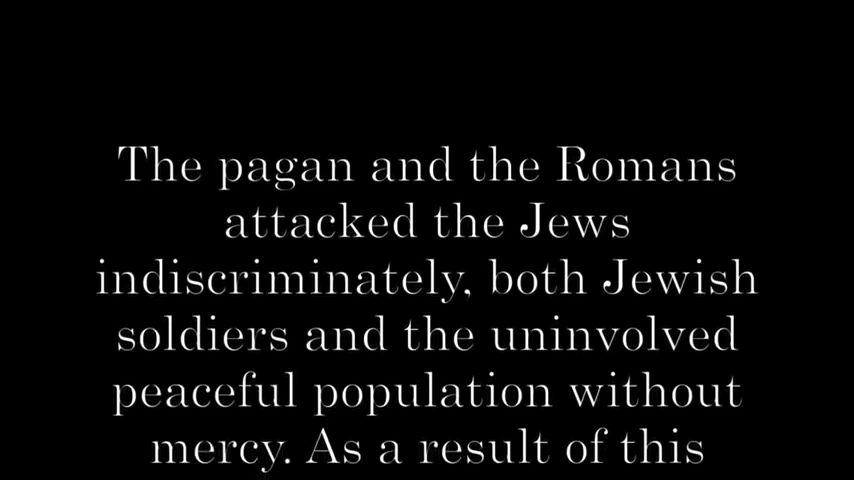 The pagan and the Romans
attacked the Jews
indiscriminately, both Jewish
soldiers and the uninvolved
peaceful population without
mercy. As a result of this